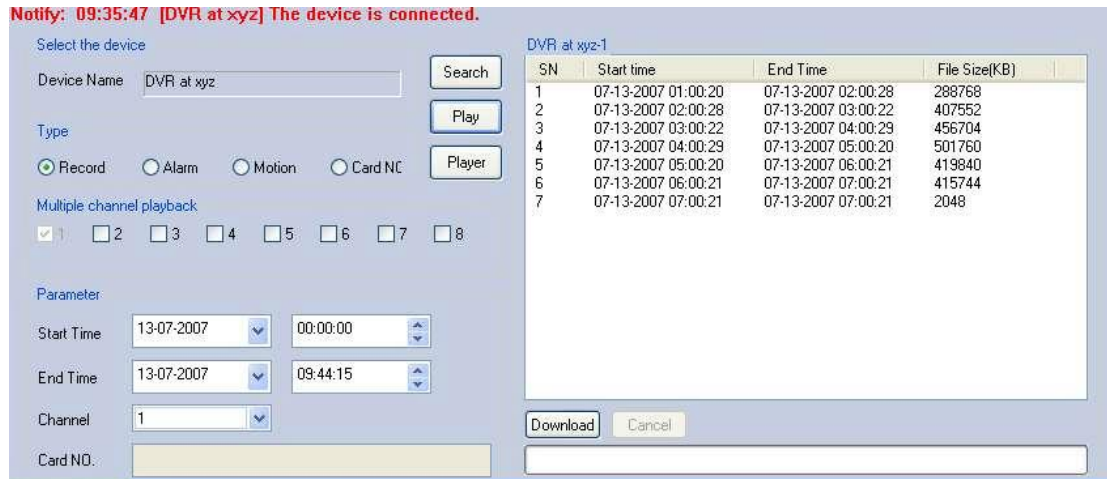 Notify: 09:35:47 [DVR at xyz] The device is connected.
Select the device
Device Name DVR at xyz
Search
Play
Player
Type
Record Alarm Motion Card NC
Multiple channel playback
1 2 3 4 5 6 7 8
Parameter
Start Time 13-07-2007 00:00:00
End Time 13-07-2007 09:44:15
Channel 1
Card NO.
DVR at xyz-1
SN Start time End Time File Size(KB)
1 07-13-2007 01:00:20 07-13-2007 02:00:28 288768
2 07-13-2007 02:00:28 07-13-2007 03:00:22 407552
3 07-13-2007 03:00:22 07-13-2007 04:00:29 456704
4 07-13-2007 04:00:29 07-13-2007 05:00:20 501760
5 07-13-2007 05:00:20 07-13-2007 06:00:21 419840
6 07-13-2007 06:00:21 07-13-2007 07:00:21 415744
7 07-13-2007 07:00:21 07-13-2007 07:00:21 2048
Download Cancel